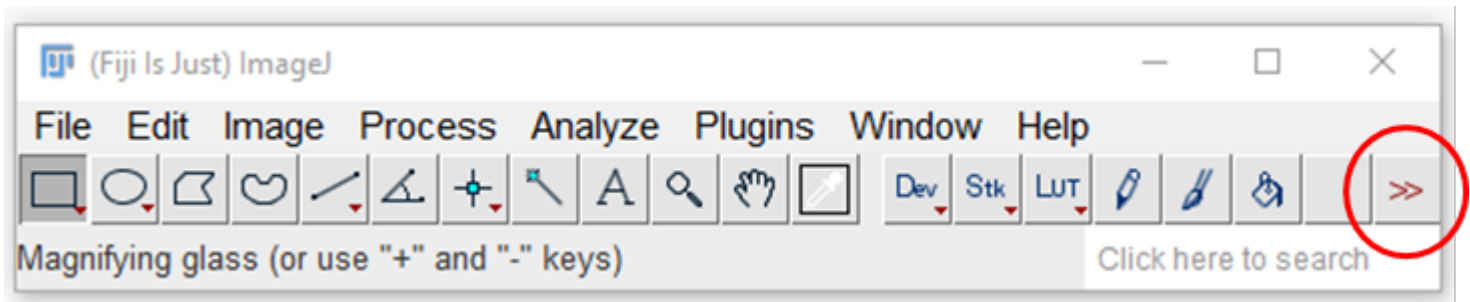 (Fiji Is Just) ImageJ
File Edit Image Process Analyze Plugins Window Help
A Dev Stk LUT >>
Magnifying glass (or use "+" and "-" keys) Click here to search